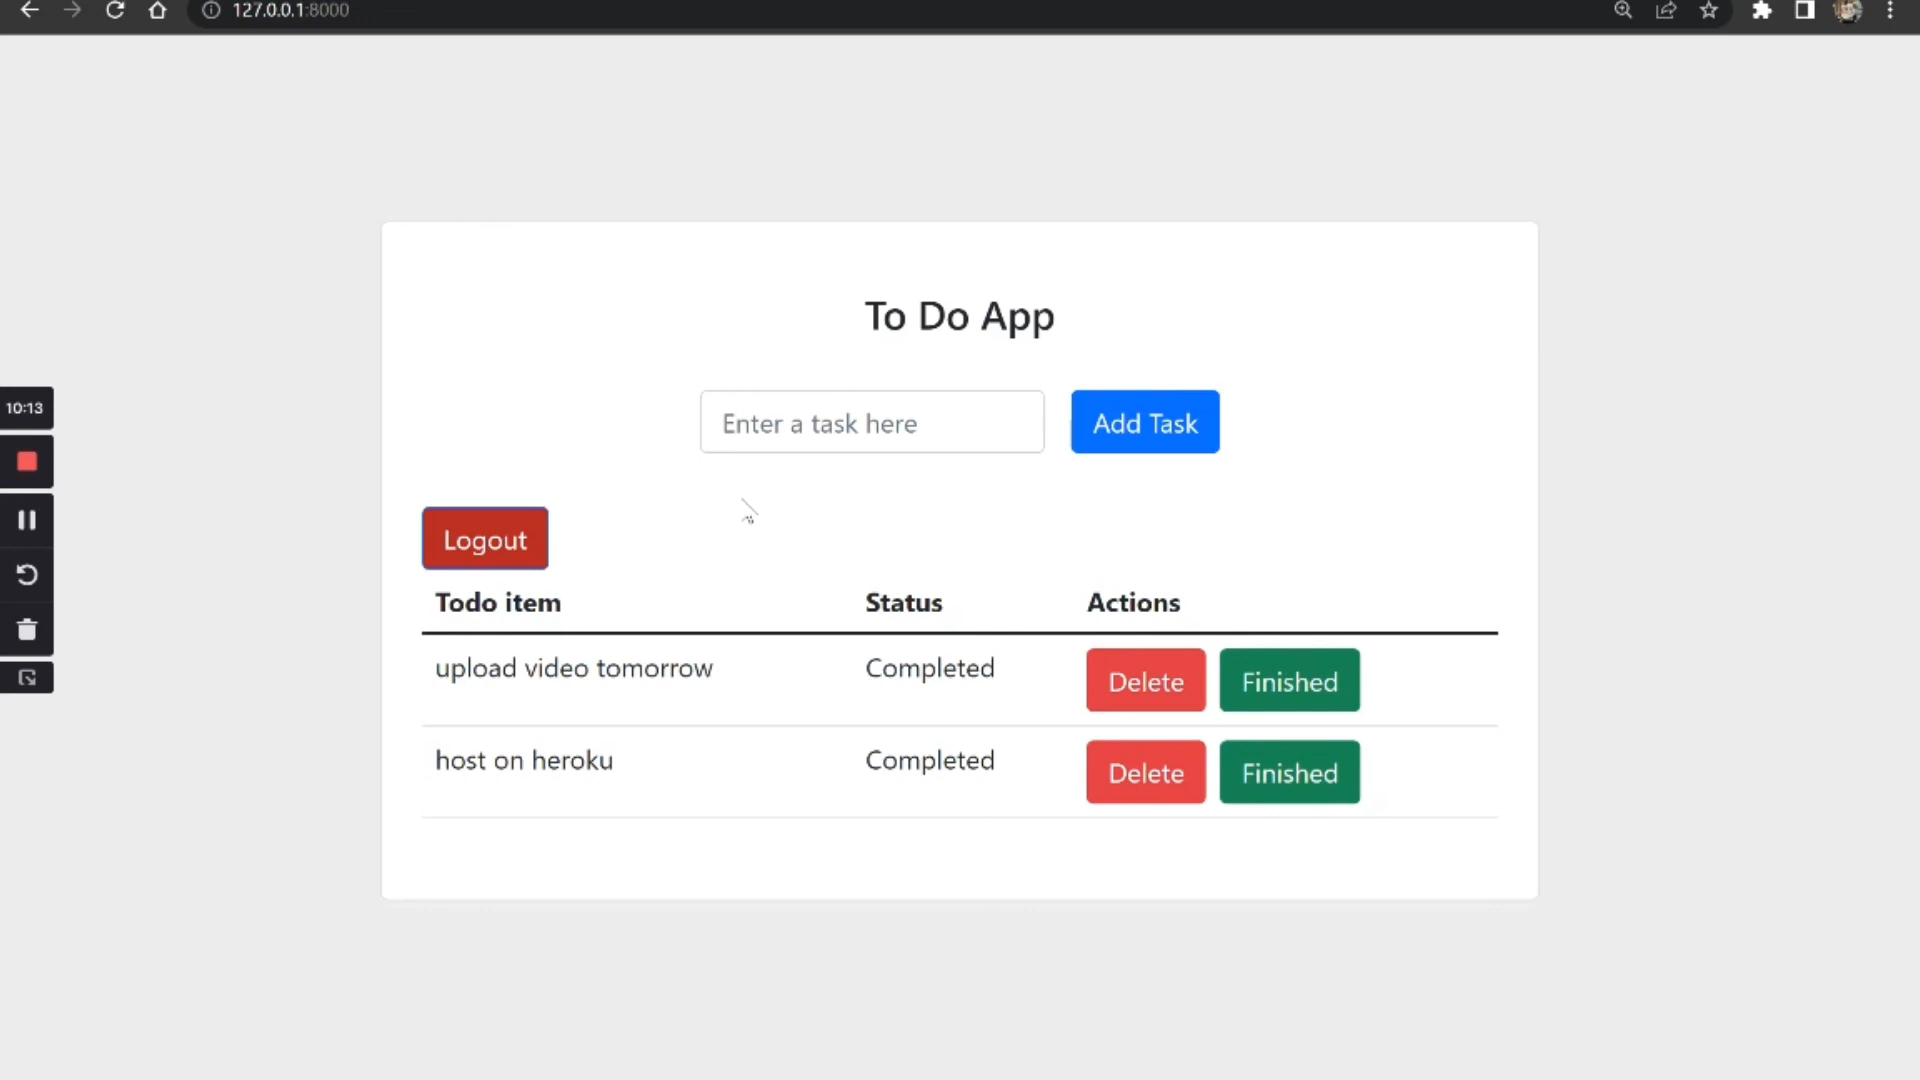 127.0.0.1:8000
To Do App
Enter a task here Add Task
10:13
Logout
Todo item Status Actions
upload video tomorrow Completed Delete Finished
host on heroku Completed Delete Finished